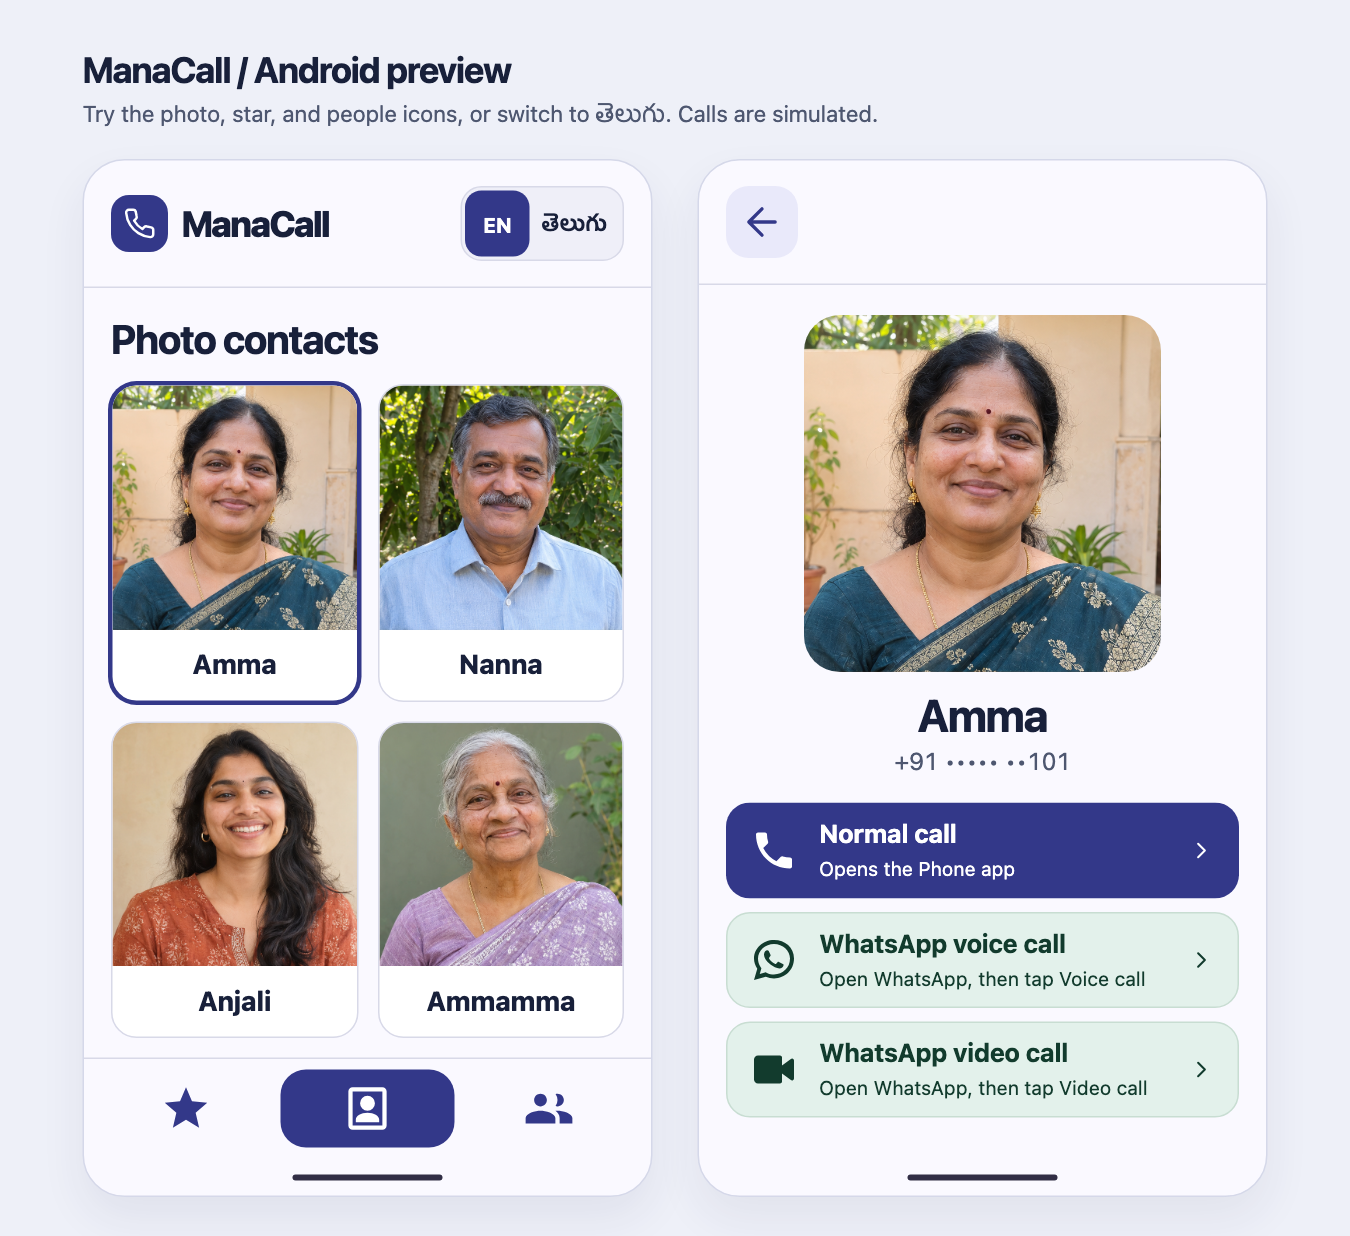 ManaCall / Android preview
Try the photo, star, and people icons, or switch to తెలుగు. Calls are simulated.
ManaCall
EN తెలుగు
Photo contacts
Amma
Nanna
Anjali
Ammamma
Amma
+91 ••••• ••101
Normal call
Opens the Phone app
WhatsApp voice call
Open WhatsApp, then tap Voice call
WhatsApp video call
Open WhatsApp, then tap Video call